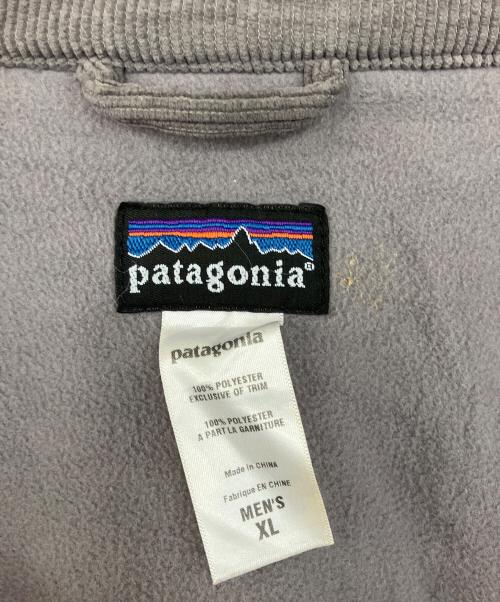 patagonia®
patagonia
100% POLYESTER
EXCLUSIVE OF TRIM
100% POLYESTER
A PART LA GARNITURE
Made in CHINA
Fabrique EN CHINE
MEN'S
XL